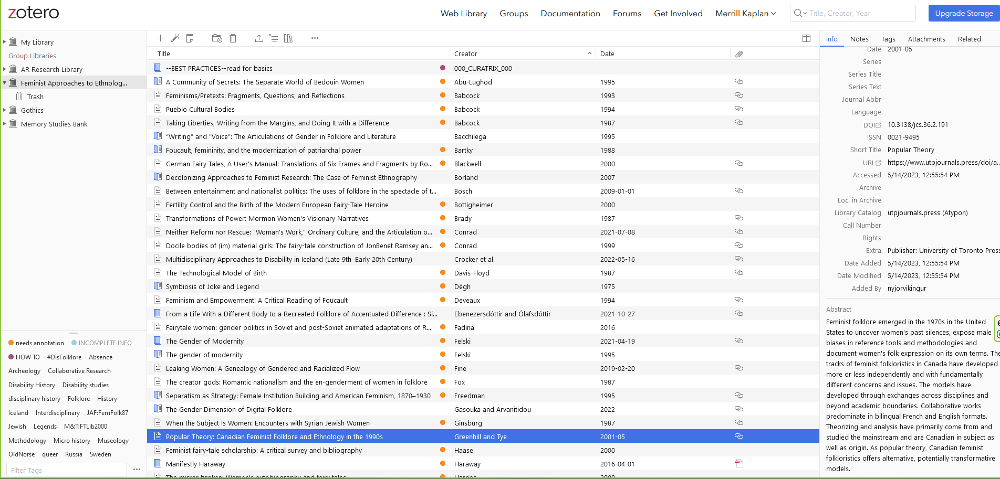 zotero
Web Library Groups Documentation Forums Get Involved Merrill Kaplan Title, Creator, Year Upgrade Storage
My Library
Group Libraries
AR Research Library
Feminist Approaches to Ethnolog...
Trash
Gothics
Memory Studies Bank
needs annotation INCOMPLETE INFO
HOW TO #DisFolklore Absence
Archeology Collaborative Research
Disability History Disability studies
disciplinary history Folklore History
Iceland Interdisciplinary JAF:FemFolk87
Jewish Legends M&T:FTLib2000
Methodology Micro history Museology
OldNorse queer Russia Sweden
Filter Tags
Title Creator Date
--BEST PRACTICES--read for basics 000_CURATRIX_000
A Community of Secrets: The Separate World of Bedouin Women Abu-Lughod 1995
Feminisms/Pretexts: Fragments, Questions, and Reflections Babcock 1993
Pueblo Cultural Bodies Babcock 1994
Taking Liberties, Writing from the Margins, and Doing It with a Difference Babcock 1987
“Writing” and “Voice”: The Articulations of Gender in Folklore and Literature Bacchilega 1995
Foucault, femininity, and the modernization of patriarchal power Bartky 1988
German Fairy Tales, A User's Manual: Translations of Six Frames and Fragments by Ro... Blackwell 2000
Decolonizing Approaches to Feminist Research: The Case of Feminist Ethnography Borland 2007
Between entertainment and nationalist politics: The uses of folklore in the spectacle of t... Bosch 2009-01-01
Fertility Control and the Birth of the Modern European Fairy-Tale Heroine Bottigheimer 2000
Transformations of Power: Mormon Women's Visionary Narratives Brady 1987
Neither Reform nor Rescue: "Woman's Work," Ordinary Culture, and the Articulation o... Conrad 2021-07-08
Docile bodies of (im) material girls: The fairy-tale construction of JonBenet Ramsey an... Conrad 1999
Multidisciplinary Approaches to Disability in Iceland (Late 9th–Early 20th Century) Crocker et al. 2022-05-16
The Technological Model of Birth Davis-Floyd 1987
Symbiosis of Joke and Legend Dégh 1975
Feminism and Empowerment: A Critical Reading of Foucault Deveaux 1994
From a Life With a Different Body to a Recreated Folklore of Accentuated Difference : Si... Ebenezersdóttir and Ólafsdóttir 2021-10-27
Fairytale women: gender politics in Soviet and post-Soviet animated adaptations of R... Fadina 2016
The Gender of Modernity Felski 2021-04-19
The gender of modernity Felski 1995
Leaking Women: A Genealogy of Gendered and Racialized Flow Fine 2019-02-20
The creator gods: Romantic nationalism and the en-genderment of women in folklore Fox 1987
Separatism as Strategy: Female Institution Building and American Feminism, 1870–1930 Freedman 1995
The Gender Dimension of Digital Folklore Gasouka and Arvanitidou 2022
When the Subject Is Women: Encounters with Syrian Jewish Women Ginsburg 1987
Popular Theory: Canadian Feminist Folklore and Ethnology in the 1990s Greenhill and Tye 2001-05
Feminist fairy-tale scholarship: A critical survey and bibliography Haase 2000
Manifestly Haraway Haraway 2016-04-01
The mirror broken: Women's autobiography and fairy tales Harries 2000
Info Notes Tags Attachments Related
Date 2001-05
Series
Series Title
Series Text
Journal Abbr
Language
DOI 10.3138/jcs.36.2.191
ISSN 0021-9495
Short Title Popular Theory
URL https://www.utpjournals.press/doi/a...
Accessed 5/14/2023, 12:55:54 PM
Archive
Loc. in Archive
Library Catalog utpjournals.press (Atypon)
Call Number
Rights
Extra Publisher: University of Toronto Press
Date Added 5/14/2023, 12:55:54 PM
Date Modified 5/14/2023, 12:55:54 PM
Added By nyjorvikingur
Abstract
Feminist folklore emerged in the 1970s in the United
States to uncover women's past silences, expose male
biases in reference tools and methodologies and
document women's folk expression on its own terms. The
tracks of feminist folkloristics in Canada have developed
more or less independently and with fundamentally
different concerns and issues. The models have
developed through exchanges across disciplines and
beyond academic boundaries. Collaborative works
predominate in bilingual French and English formats.
Theorizing and analysis have primarily come from and
studied the mainstream and are Canadian in subject as
well as origin. As popular theory, Canadian feminist
folkloristics offers alternative, potentially transformative
models.